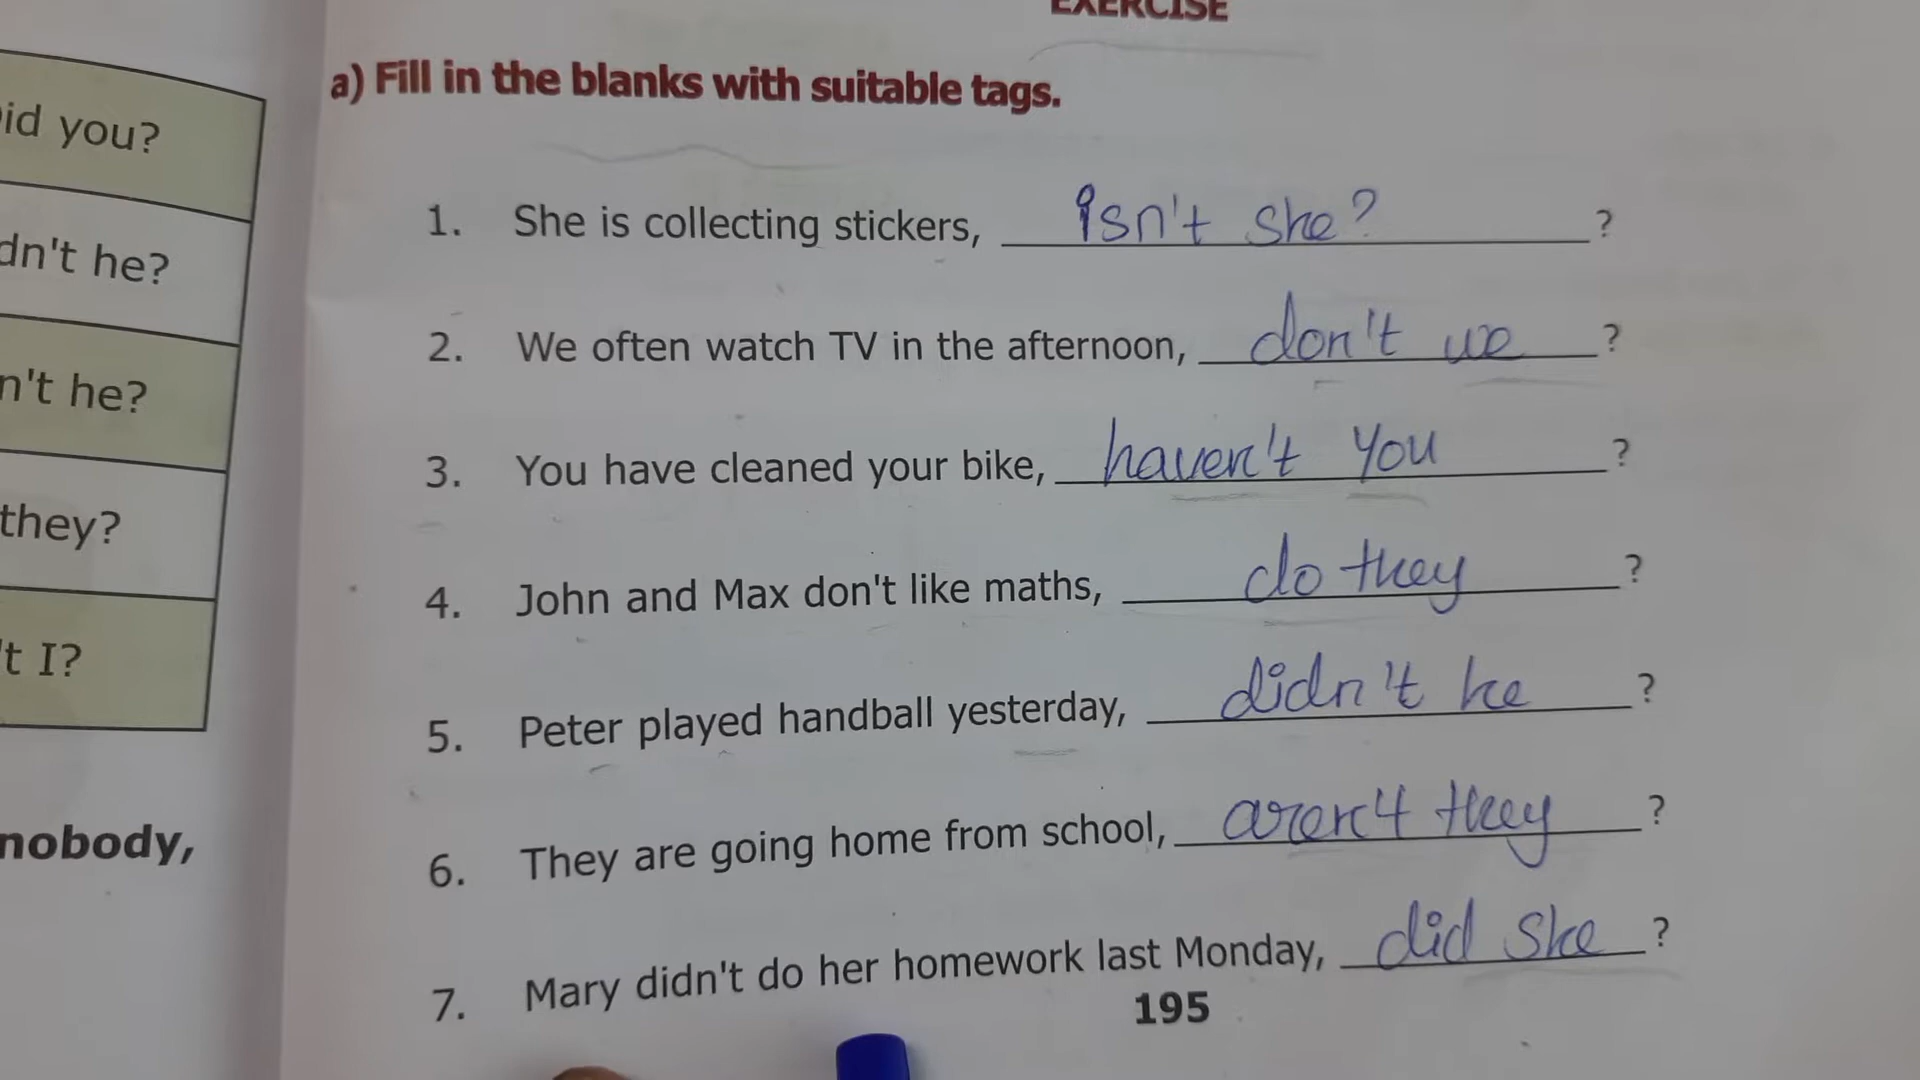 EXERCISE
a) Fill in the blanks with suitable tags.
id you?
1. She is collecting stickers, isn't she? ?
dn't he?
2. We often watch TV in the afternoon, don't we ?
n't he?
3. You have cleaned your bike, haven't you ?
they?
4. John and Max don't like maths, do they ?
't I?
5. Peter played handball yesterday, didn't he ?
6. They are going home from school, aren't they ?
nobody,
7. Mary didn't do her homework last Monday, did she ?
195